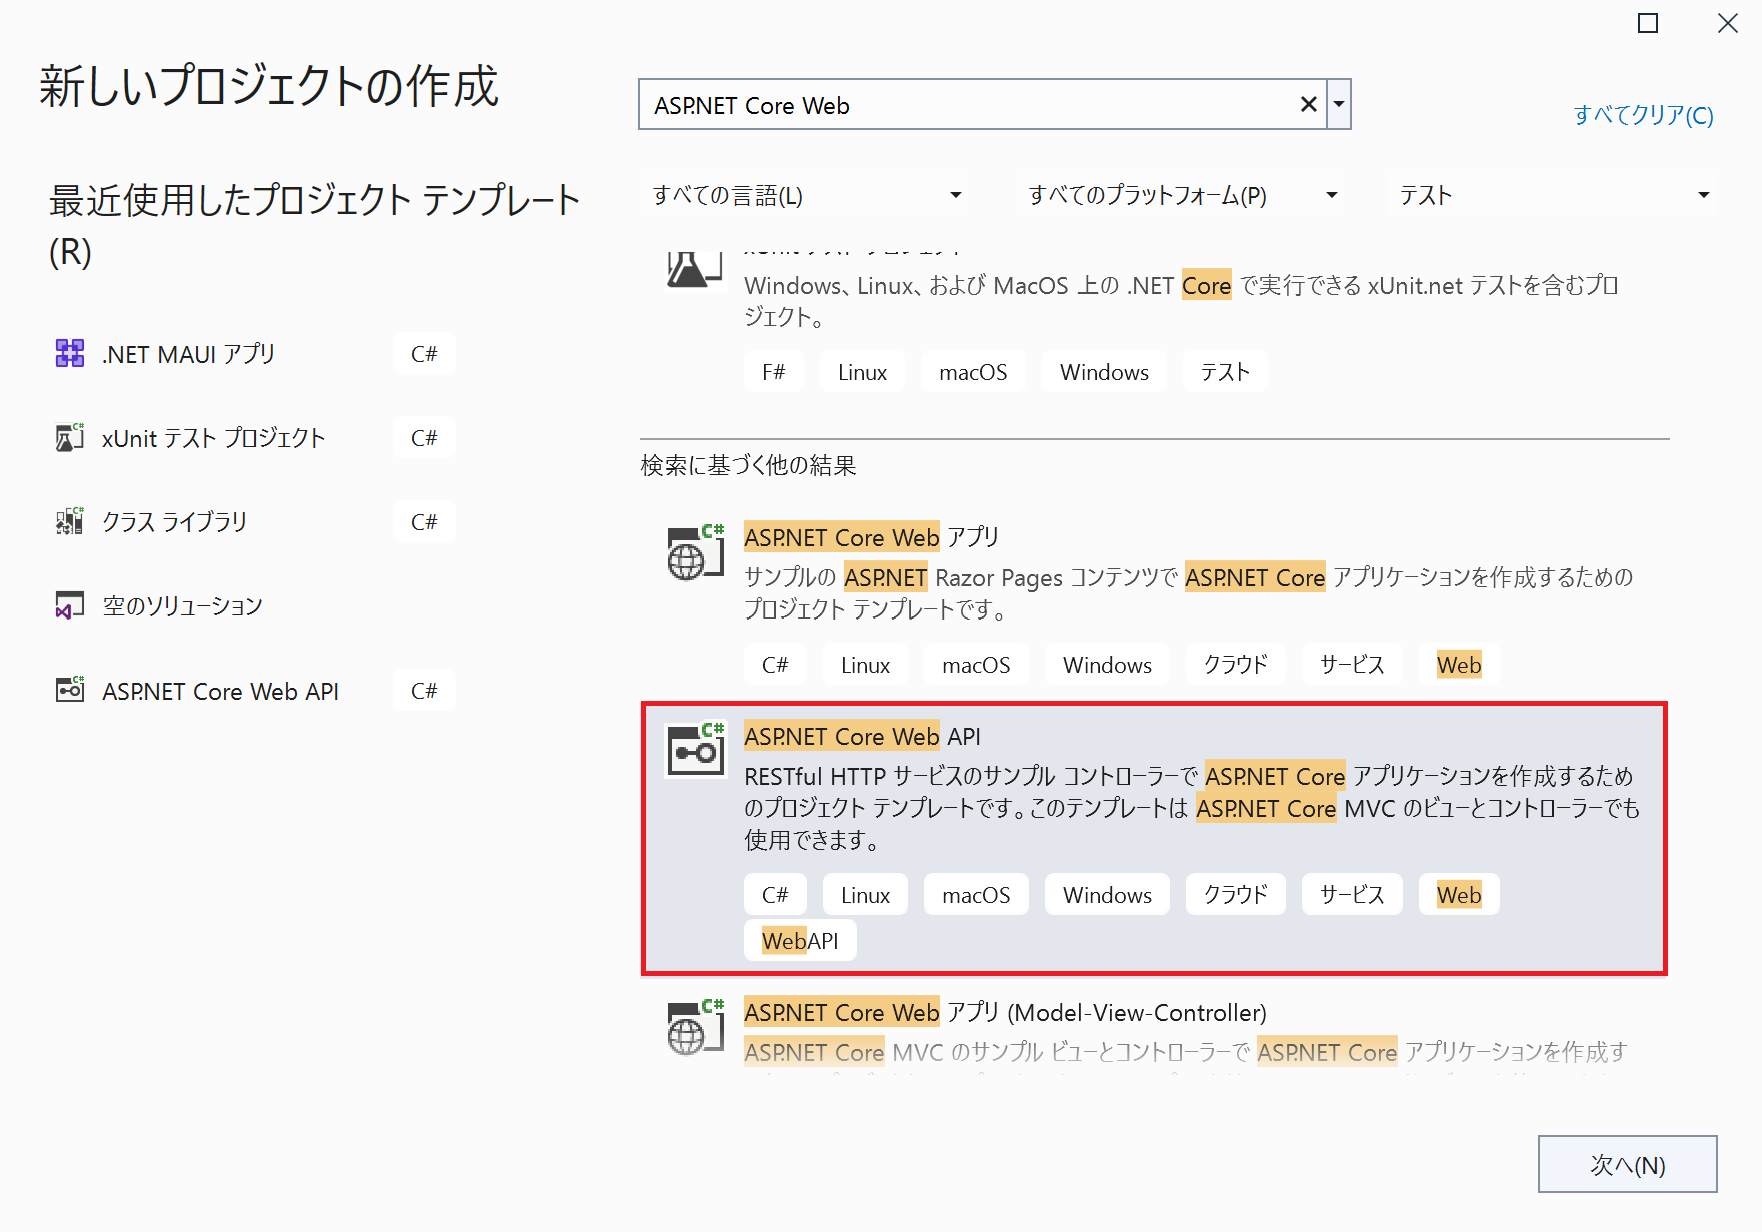 新しいプロジェクトの作成
ASP.NET Core Web
すべてクリア(C)
最近使用したプロジェクト テンプレート
(R)
すべての言語(L)
すべてのプラットフォーム(P)
テスト
.NET MAUI アプリ
C#
xUnit テスト プロジェクト
C#
クラス ライブラリ
C#
空のソリューション
ASP.NET Core Web API
C#
xUnit テスト プロジェクト
Windows、Linux、および MacOS 上の .NET Core で実行できる xUnit.net テストを含むプロ
ジェクト。
F#
Linux
macOS
Windows
テスト
検索に基づく他の結果
C#
ASP.NET Core Web アプリ
サンプルの ASP.NET Razor Pages コンテンツで ASP.NET Core アプリケーションを作成するための
プロジェクト テンプレートです。
C#
Linux
macOS
Windows
クラウド
サービス
Web
C#
ASP.NET Core Web API
RESTful HTTP サービスのサンプル コントローラーで ASP.NET Core アプリケーションを作成するため
のプロジェクト テンプレートです。このテンプレートは ASP.NET Core MVC のビューとコントローラーでも
使用できます。
C#
Linux
macOS
Windows
クラウド
サービス
Web
WebAPI
C#
ASP.NET Core Web アプリ (Model-View-Controller)
ASP.NET Core MVC のサンプル ビューとコントローラーで ASP.NET Core アプリケーションを作成す
次へ(N)